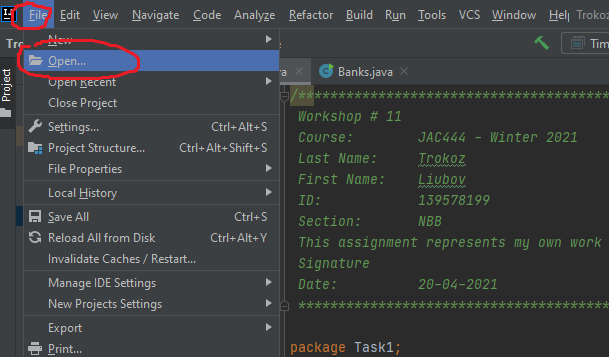 File Edit View Navigate Code Analyze Refactor Build Run Tools VCS Window Help Trokoz
Tro
Tim
New
Open...
Open Recent
Close Project
Settings... Ctrl+Alt+S
Project Structure... Ctrl+Alt+Shift+S
File Properties
Local History
Save All Ctrl+S
Reload All from Disk Ctrl+Alt+Y
Invalidate Caches / Restart...
Manage IDE Settings
New Projects Settings
Export
Print...
Project
Banks.java
/**************************************
Workshop # 11
Course: JAC444 - Winter 2021
Last Name: Trokoz
First Name: Liubov
ID: 139578199
Section: NBB
This assignment represents my own work
Signature
Date: 20-04-2021
**************************************
package Task1;